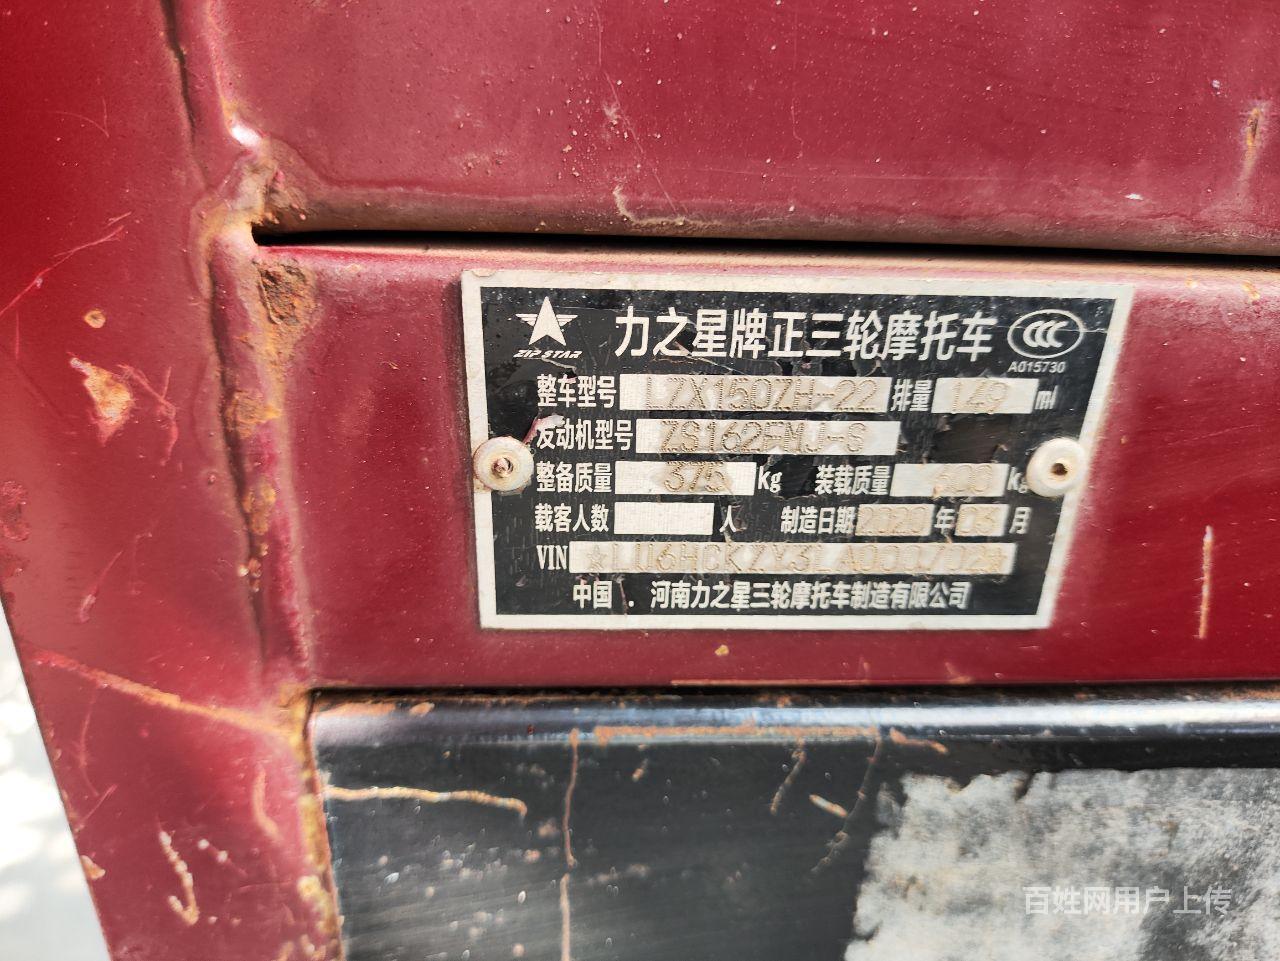 ZIP STAR
力之星牌正三轮摩托车
CCC
A015730
整车型号 LZX150ZH-22 排量 149 ml
发动机型号 ZS162FMJ-S
整备质量 375 kg 装载质量 400 kg
载客人数 人 制造日期 2020 年 06 月
VIN ☆LU6HCKZY3LA000702☆
中国 . 河南力之星三轮摩托车制造有限公司
百姓网用户上传